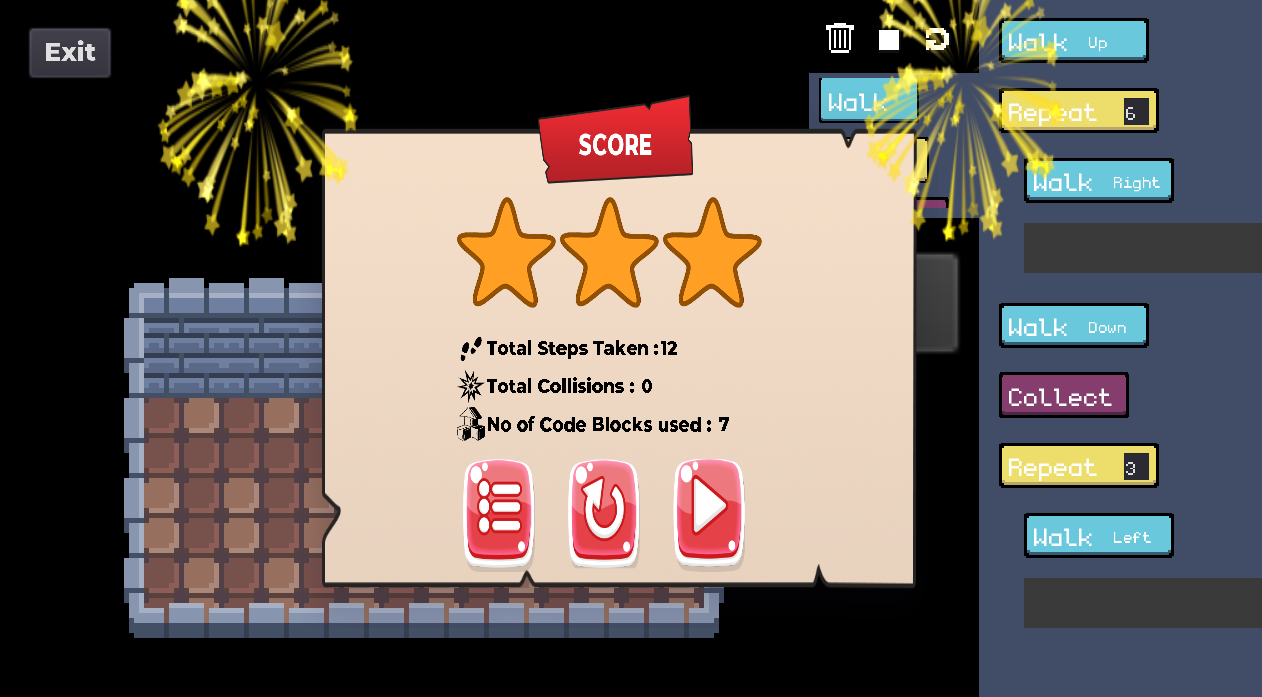 Exit
SCORE
Total Steps Taken :12
Total Collisions : 0
No of Code Blocks used : 7
Walk
Walk Up
Repeat 6
Walk Right
Walk Down
Collect
Repeat 3
Walk Left